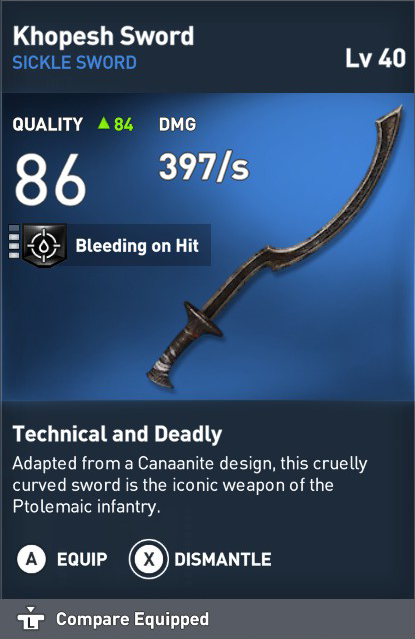 Khopesh Sword
SICKLE SWORD
Lv 40
QUALITY ▲84 DMG
86 397/s
Bleeding on Hit
Technical and Deadly
Adapted from a Canaanite design, this cruelly
curved sword is the iconic weapon of the
Ptolemaic infantry.
A EQUIP X DISMANTLE
L Compare Equipped